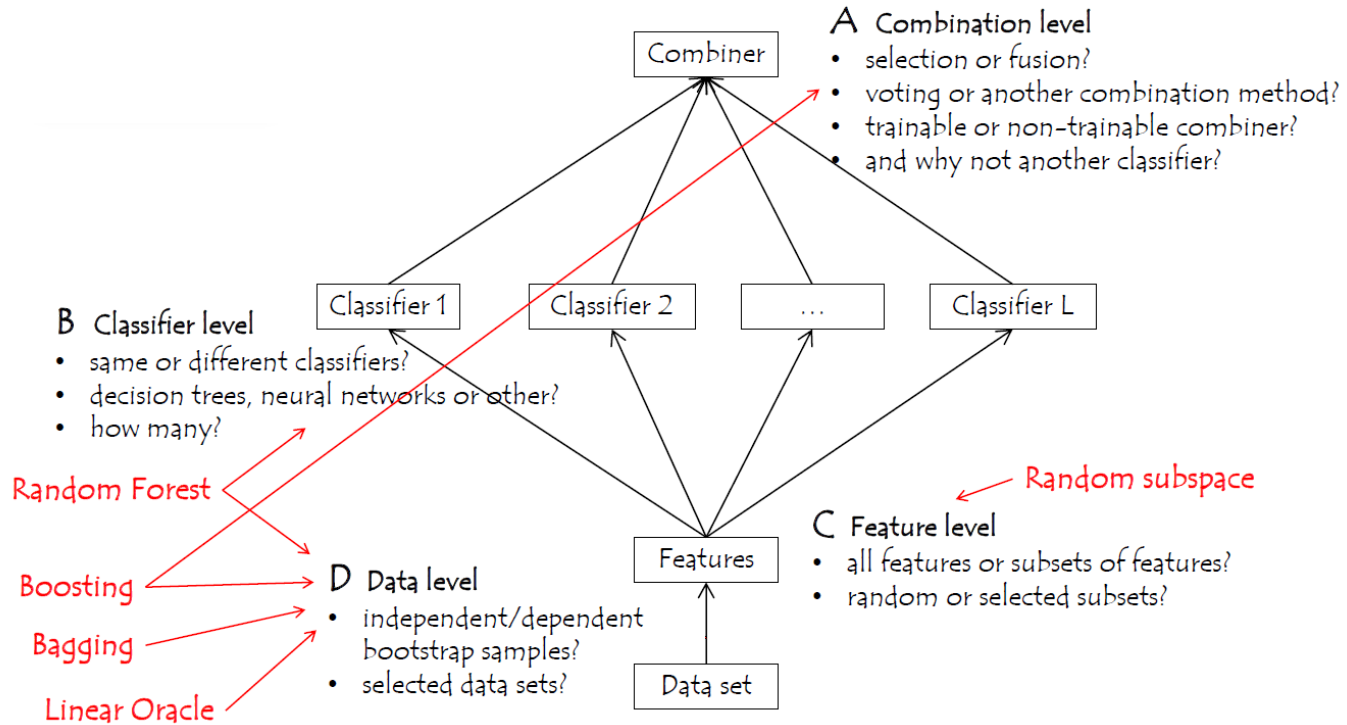 Combiner
A Combination level
• selection or fusion?
• voting or another combination method?
• trainable or non-trainable combiner?
• and why not another classifier?
Classifier 1
Classifier 2
...
Classifier L
B Classifier level
• same or different classifiers?
• decision trees, neural networks or other?
• how many?
Random Forest
Boosting
Bagging
Linear Oracle
Random subspace
C Feature level
• all features or subsets of features?
• random or selected subsets?
Features
D Data level
• independent/dependent
bootstrap samples?
• selected data sets?
Data set